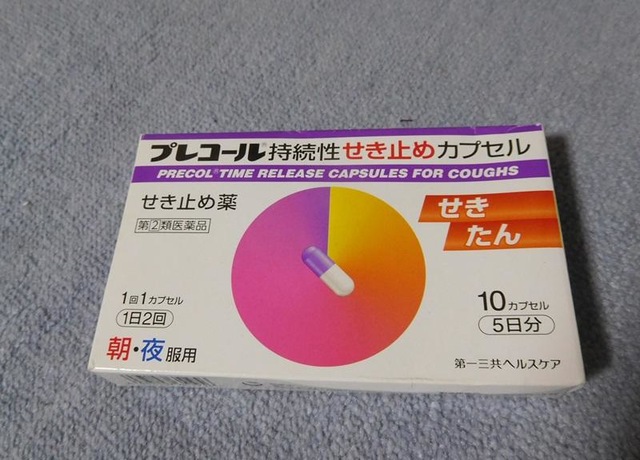 プレコール®持続性せき止めカプセル
PRECOL® TIME RELEASE CAPSULES FOR COUGHS
せき止め薬
指定第②類医薬品
せき
たん
1回1カプセル
1日2回
朝・夜服用
10カプセル
5日分
第一三共ヘルスケア